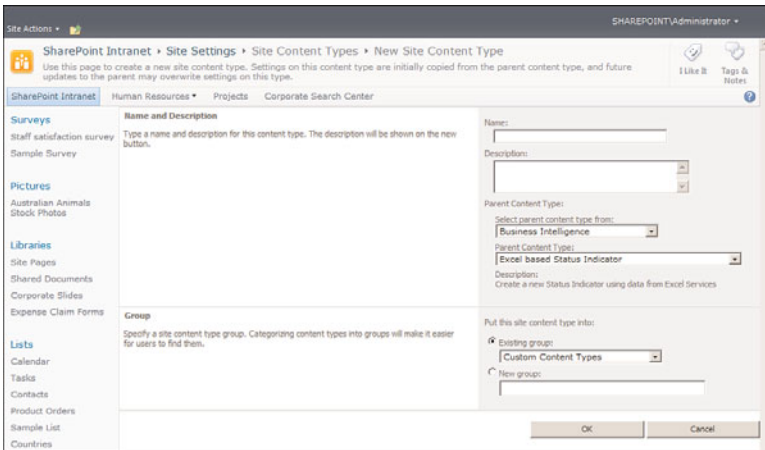 SHAREPOINT\Administrator
Site Actions
SharePoint Intranet › Site Settings › Site Content Types › New Site Content Type
Use this page to create a new site content type. Settings on this content type are initially copied from the parent content type, and future
updates to the parent may overwrite settings on this type.
I Like It
Tags &
Notes
SharePoint Intranet
Human Resources
Projects
Corporate Search Center
Surveys
Staff satisfaction survey
Sample Survey
Pictures
Australian Animals
Stock Photos
Libraries
Site Pages
Shared Documents
Corporate Slides
Expense Claim Forms
Lists
Calendar
Tasks
Contacts
Product Orders
Sample List
Countries
Name and Description
Type a name and description for this content type. The description will be shown on the new
button.
Name:
Description:
Parent Content Type:
Select parent content type from:
Business Intelligence
Parent Content Type:
Excel based Status Indicator
Description:
Create a new Status Indicator using data from Excel Services
Group
Specify a site content type group. Categorizing content types into groups will make it easier
for users to find them.
Put this site content type into:
Existing group:
Custom Content Types
New group:
OK
Cancel